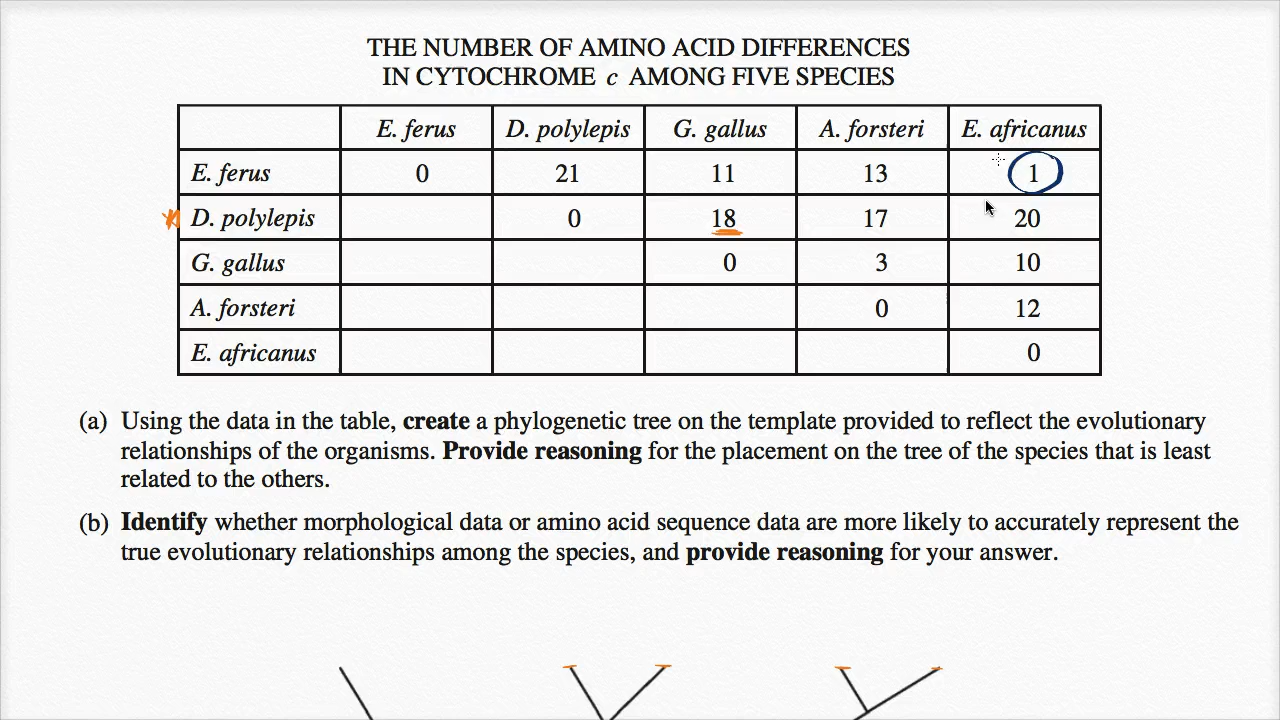 THE NUMBER OF AMINO ACID DIFFERENCES
IN CYTOCHROME c AMONG FIVE SPECIES
E. ferus D. polylepis G. gallus A. forsteri E. africanus
E. ferus 0 21 11 13 1
D. polylepis 0 18 17 20
G. gallus 0 3 10
A. forsteri 0 12
E. africanus 0
(a) Using the data in the table, create a phylogenetic tree on the template provided to reflect the evolutionary
relationships of the organisms. Provide reasoning for the placement on the tree of the species that is least
related to the others.
(b) Identify whether morphological data or amino acid sequence data are more likely to accurately represent the
true evolutionary relationships among the species, and provide reasoning for your answer.